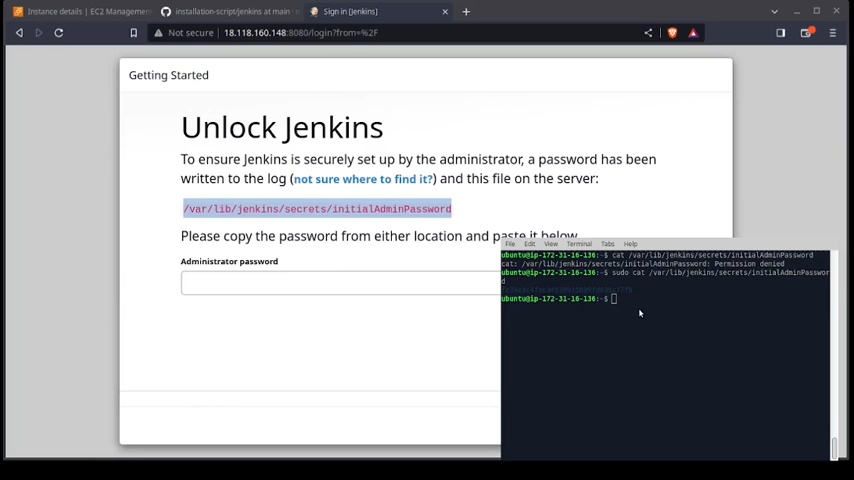 Instance details | EC2 Management
installation-script/jenkins at main
Sign in [Jenkins]
Not secure
18.118.160.148:8080/login?from=%2F
Getting Started
Unlock Jenkins
To ensure Jenkins is securely set up by the administrator, a password has been
written to the log (not sure where to find it?) and this file on the server:
/var/lib/jenkins/secrets/initialAdminPassword
Please copy the password from either location and paste it below.
Administrator password
File Edit View Terminal Tabs Help
ubuntu@ip-172-31-16-136:~$ cat /var/lib/jenkins/secrets/initialAdminPassword
cat: /var/lib/jenkins/secrets/initialAdminPassword: Permission denied
ubuntu@ip-172-31-16-136:~$ sudo cat /var/lib/jenkins/secrets/initialAdminPasswor
d
ubuntu@ip-172-31-16-136:~$